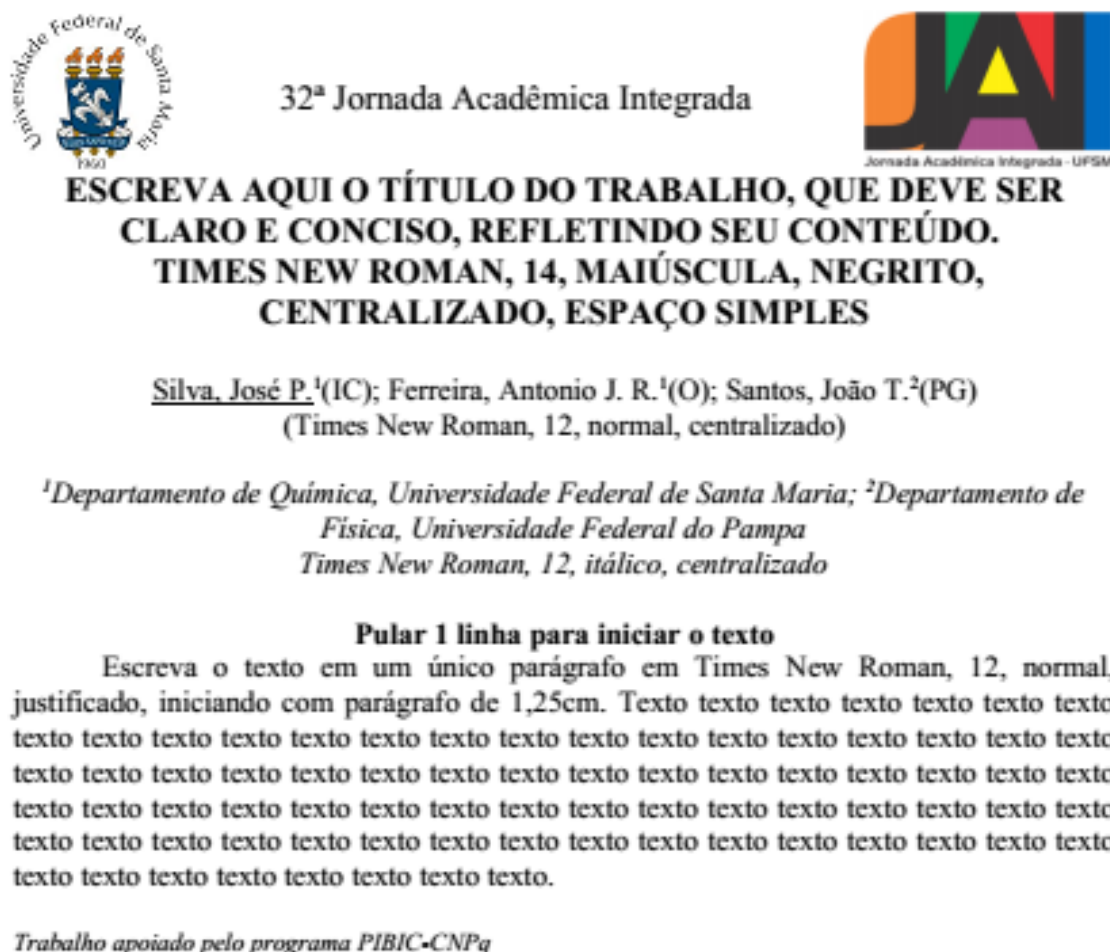 Universidade Federal de Santa Maria
1960
32ª Jornada Acadêmica Integrada
Jornada Acadêmica Integrada - UFSM
ESCREVA AQUI O TÍTULO DO TRABALHO, QUE DEVE SER
CLARO E CONCISO, REFLETINDO SEU CONTEÚDO.
TIMES NEW ROMAN, 14, MAIÚSCULA, NEGRITO,
CENTRALIZADO, ESPAÇO SIMPLES
Silva, José P.¹(IC); Ferreira, Antonio J. R.¹(O); Santos, João T.²(PG)
(Times New Roman, 12, normal, centralizado)
¹Departamento de Química, Universidade Federal de Santa Maria; ²Departamento de
Física, Universidade Federal do Pampa
Times New Roman, 12, itálico, centralizado
Pular 1 linha para iniciar o texto
Escreva o texto em um único parágrafo em Times New Roman, 12, normal,
justificado, iniciando com parágrafo de 1,25cm. Texto texto texto texto texto texto texto
texto texto texto texto texto texto texto texto texto texto texto texto texto texto texto texto
texto texto texto texto texto texto texto texto texto texto texto texto texto texto texto texto
texto texto texto texto texto texto texto texto texto texto texto texto texto texto texto texto
texto texto texto texto texto texto texto texto texto texto texto texto texto texto texto texto
texto texto texto texto texto texto texto texto.
Trabalho apoiado pelo programa PIBIC-CNPq